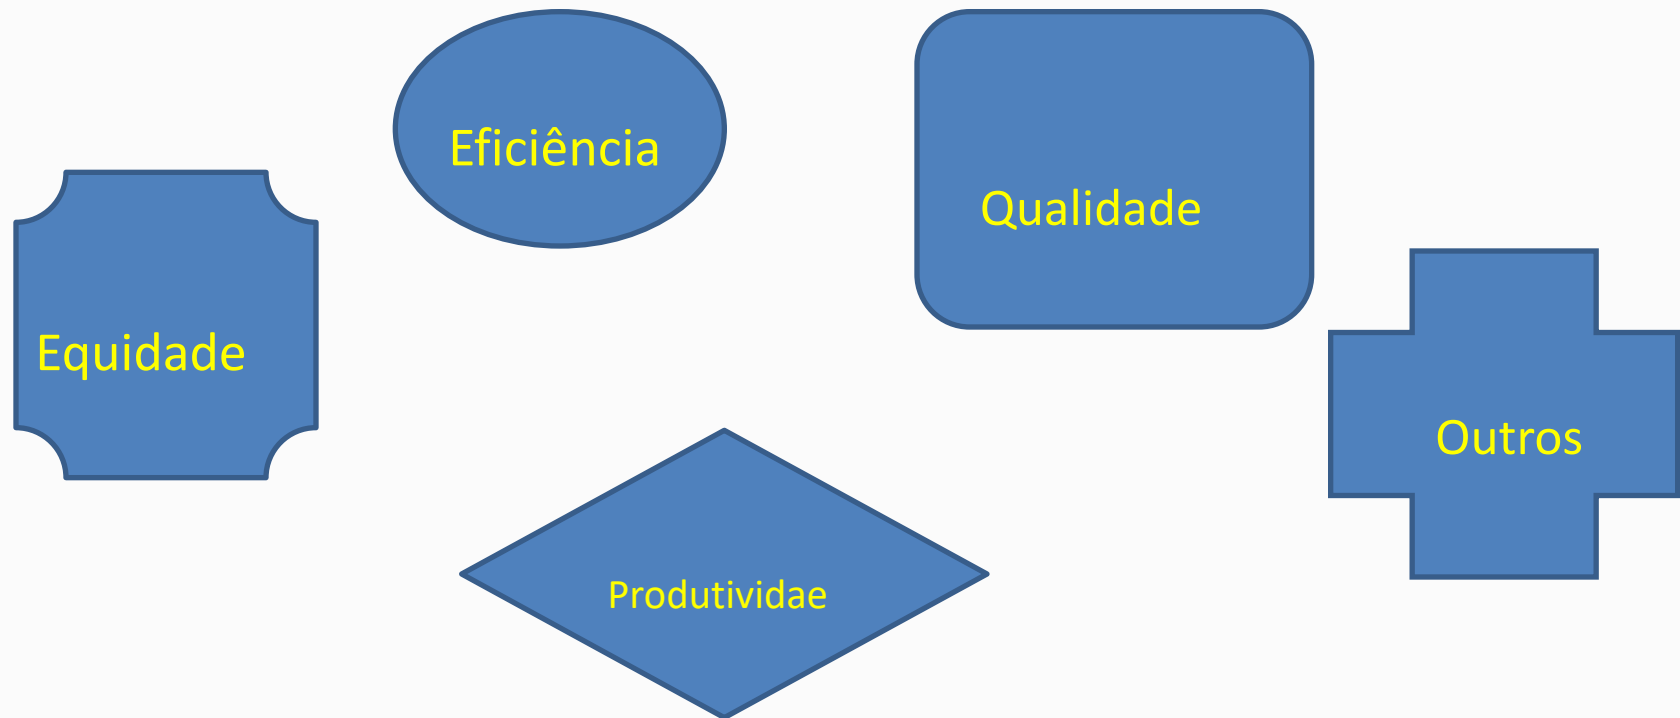 Eficiência
Qualidade
Equidade
Outros
Produtividae